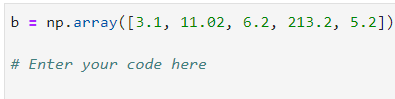 b = np.array([3.1, 11.02, 6.2, 213.2, 5.2])
# Enter your code here